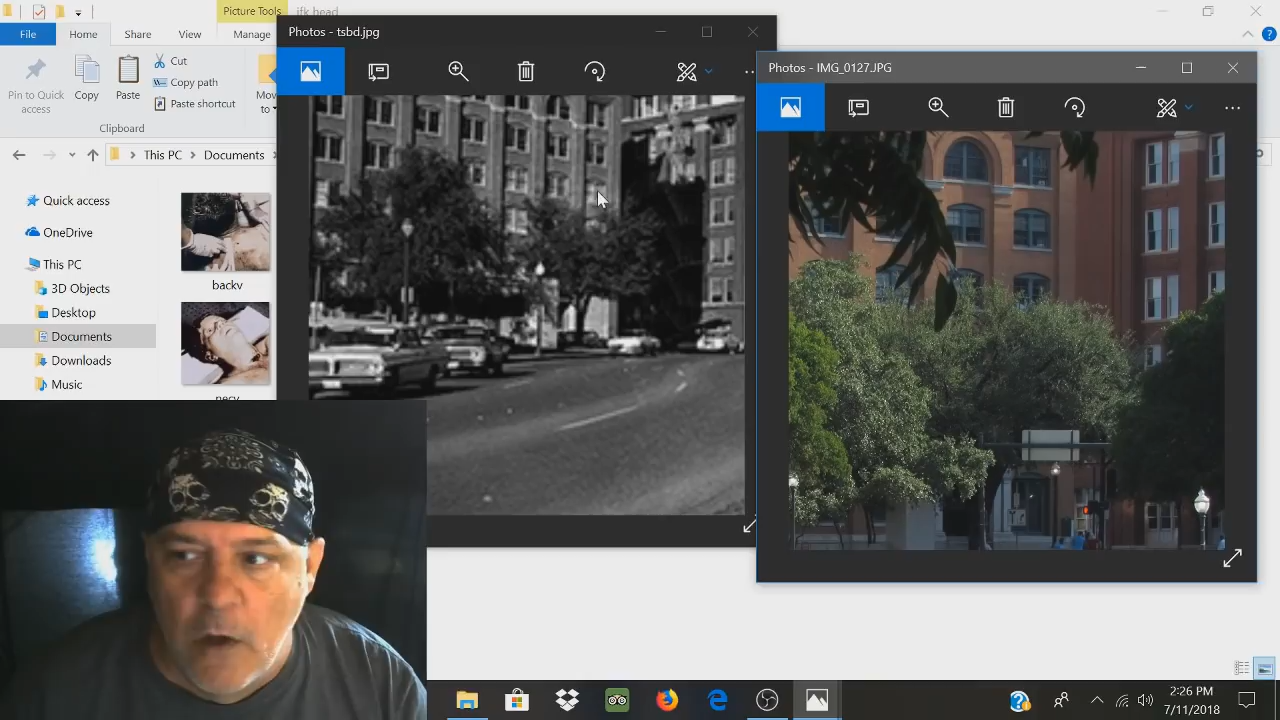 Picture Tools
jfk head
File
Home
Share
View
Manage
Photos - tsbd.jpg
Photos - IMG_0127.JPG
Pin to Quick access
Copy
Paste
Cut
Copy path
Paste shortcut
Move to
Clipboard
This PC
Documents
Quick access
OneDrive
This PC
3D Objects
Desktop
Documents
Downloads
Music
backv
2:26 PM
7/11/2018